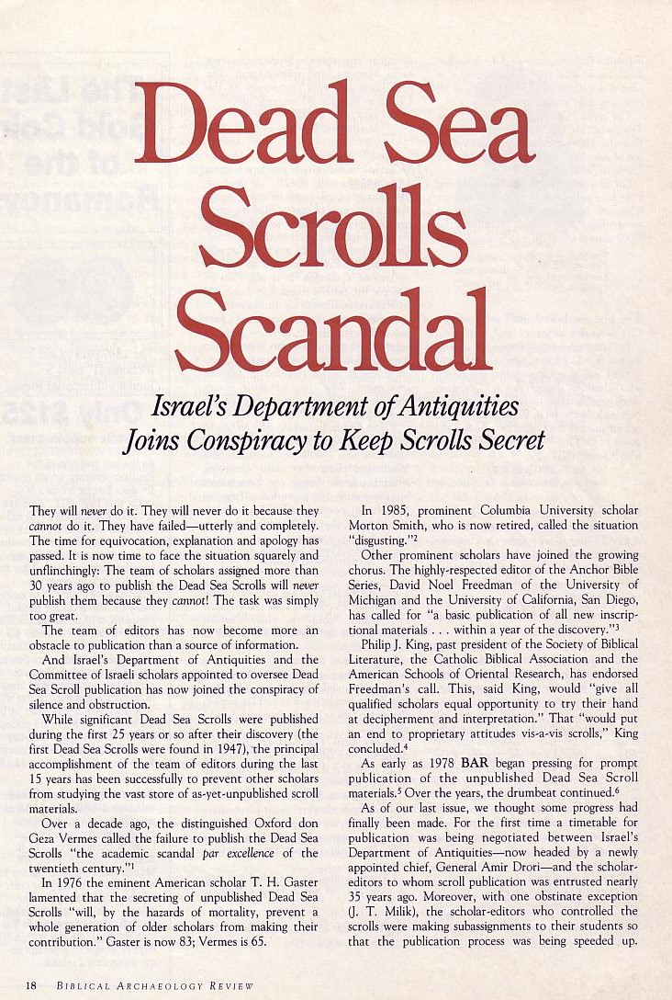 Dead Sea
Scrolls
Scandal
Israel's Department of Antiquities
Joins Conspiracy to Keep Scrolls Secret
They will never do it. They will never do it because they
cannot do it. They have failed—utterly and completely.
The time for equivocation, explanation and apology has
passed. It is now time to face the situation squarely and
unflinchingly: The team of scholars assigned more than
30 years ago to publish the Dead Sea Scrolls will never
publish them because they cannot! The task was simply
too great.
The team of editors has now become more an
obstacle to publication than a source of information.
And Israel's Department of Antiquities and the
Committee of Israeli scholars appointed to oversee Dead
Sea Scroll publication has now joined the conspiracy of
silence and obstruction.
While significant Dead Sea Scrolls were published
during the first 25 years or so after their discovery (the
first Dead Sea Scrolls were found in 1947), the principal
accomplishment of the team of editors during the last
15 years has been successfully to prevent other scholars
from studying the vast store of as-yet-unpublished scroll
materials.
Over a decade ago, the distinguished Oxford don
Geza Vermes called the failure to publish the Dead Sea
Scrolls "the academic scandal par excellence of the
twentieth century."¹
In 1976 the eminent American scholar T. H. Gaster
lamented that the secreting of unpublished Dead Sea
Scrolls "will, by the hazards of mortality, prevent a
whole generation of older scholars from making their
contribution." Gaster is now 83; Vermes is 65.
In 1985, prominent Columbia University scholar
Morton Smith, who is now retired, called the situation
"disgusting."²
Other prominent scholars have joined the growing
chorus. The highly-respected editor of the Anchor Bible
Series, David Noel Freedman of the University of
Michigan and the University of California, San Diego,
has called for "a basic publication of all new inscrip-
tional materials . . . within a year of the discovery."³
Philip J. King, past president of the Society of Biblical
Literature, the Catholic Biblical Association and the
American Schools of Oriental Research, has endorsed
Freedman's call. This, said King, would "give all
qualified scholars equal opportunity to try their hand
at decipherment and interpretation." That "would put
an end to proprietary attitudes vis-a-vis scrolls," King
concluded.⁴
As early as 1978 BAR began pressing for prompt
publication of the unpublished Dead Sea Scroll
materials.⁵ Over the years, the drumbeat continued.⁶
As of our last issue, we thought some progress had
finally been made. For the first time a timetable for
publication was being negotiated between Israel's
Department of Antiquities—now headed by a newly
appointed chief, General Amir Drori—and the scholar-
editors to whom scroll publication was entrusted nearly
35 years ago. Moreover, with one obstinate exception
(J. T. Milik), the scholar-editors who controlled the
scrolls were making subassignments to their students so
that the publication process was being speeded up.
18 BIBLICAL ARCHAEOLOGY REVIEW